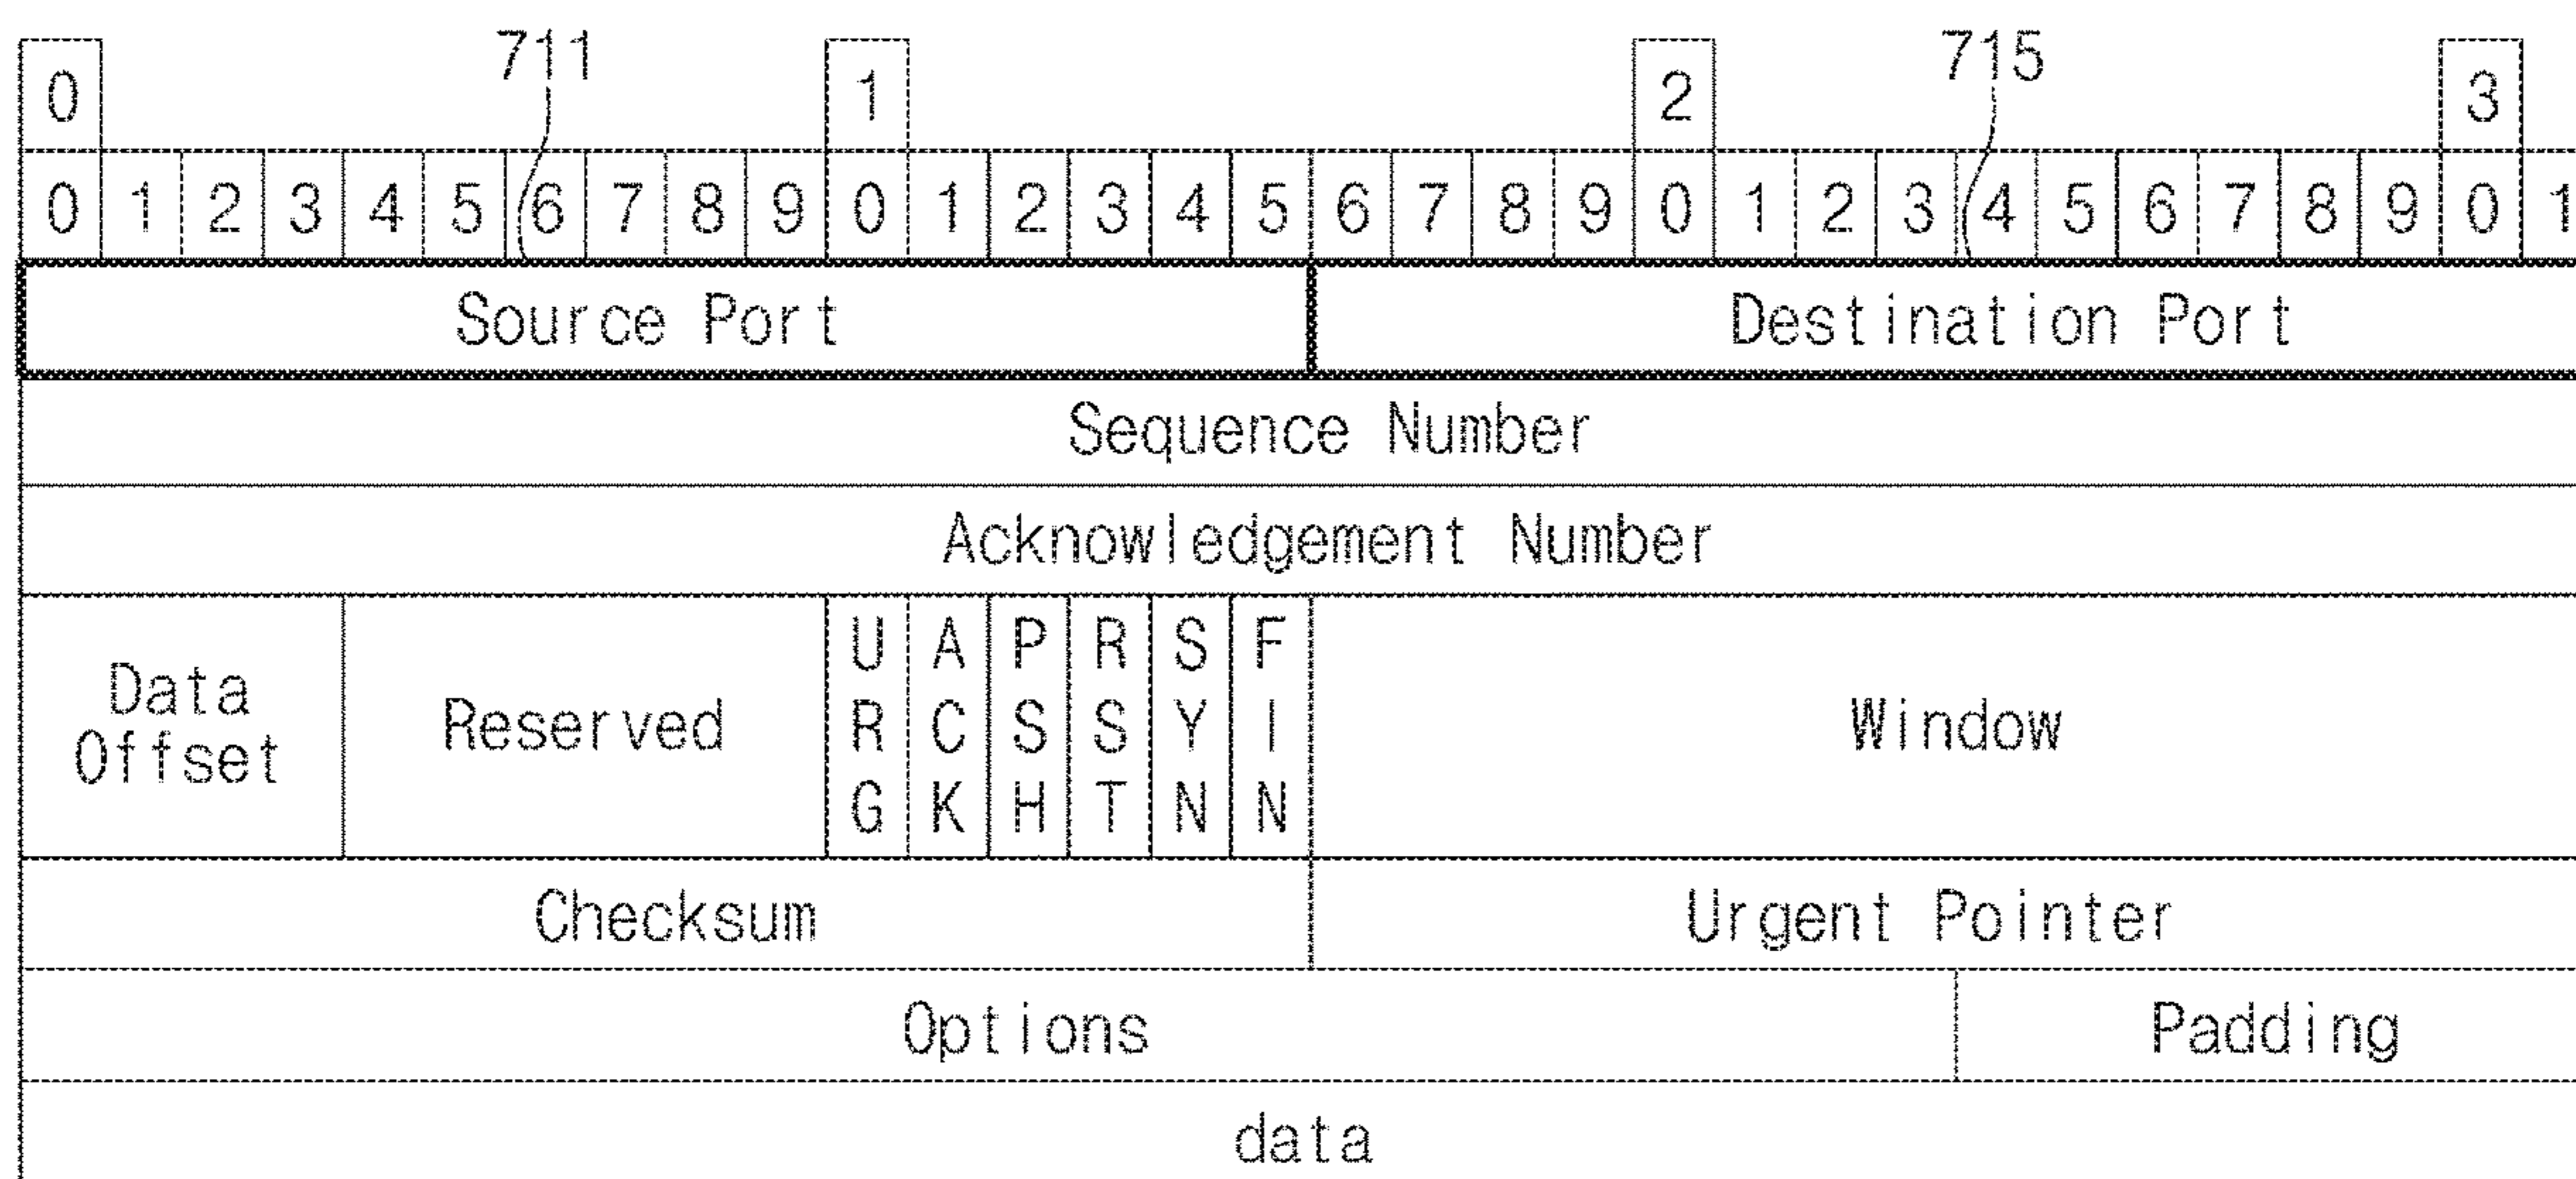 711 715
0 1 2 3
0 1 2 3 4 5 6 7 8 9 0 1 2 3 4 5 6 7 8 9 0 1 2 3 4 5 6 7 8 9 0 1
Source Port Destination Port
Sequence Number
Acknowledgement Number
Data Offset Reserved URG ACK PSH RST SYN FIN Window
Checksum Urgent Pointer
Options Padding
data